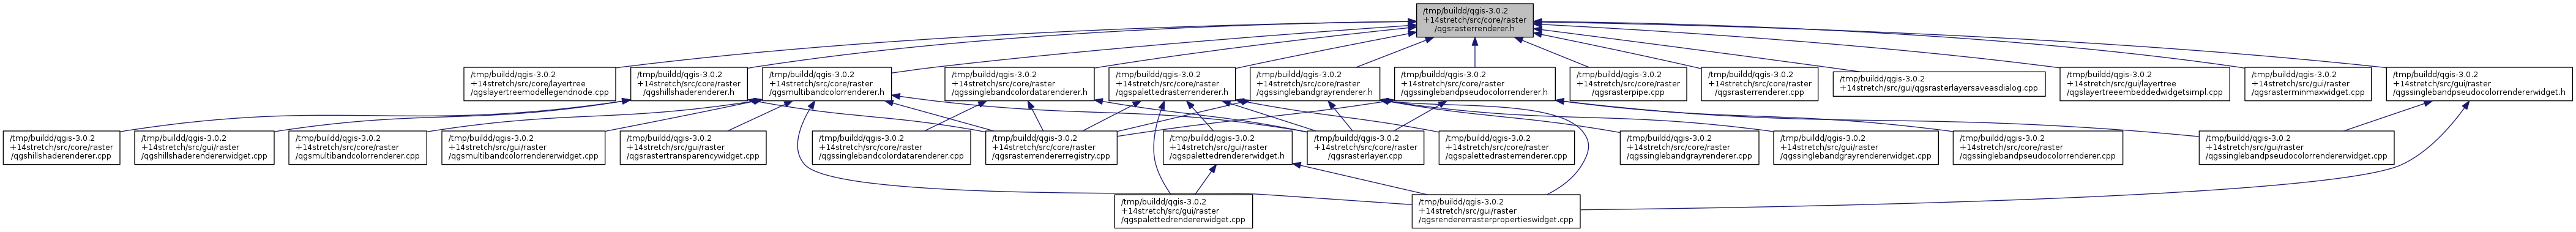 /tmp/buildd/qgis-3.0.2
+14stretch/src/core/raster
/qgsrasterrenderer.h
/tmp/buildd/qgis-3.0.2
+14stretch/src/core/layertree
/qgslayertreemodellegendnode.cpp
/tmp/buildd/qgis-3.0.2
+14stretch/src/core/raster
/qgshillshaderenderer.h
/tmp/buildd/qgis-3.0.2
+14stretch/src/core/raster
/qgsmultibandcolorrenderer.h
/tmp/buildd/qgis-3.0.2
+14stretch/src/core/raster
/qgssinglebandcolordatarenderer.h
/tmp/buildd/qgis-3.0.2
+14stretch/src/core/raster
/qgspalettedrasterrenderer.h
/tmp/buildd/qgis-3.0.2
+14stretch/src/core/raster
/qgssinglebandgrayrenderer.h
/tmp/buildd/qgis-3.0.2
+14stretch/src/core/raster
/qgssinglebandpseudocolorrenderer.h
/tmp/buildd/qgis-3.0.2
+14stretch/src/core/raster
/qgsrasterpipe.cpp
/tmp/buildd/qgis-3.0.2
+14stretch/src/core/raster
/qgsrasterrenderer.cpp
/tmp/buildd/qgis-3.0.2
+14stretch/src/gui/qgsrasterlayersaveasdialog.cpp
/tmp/buildd/qgis-3.0.2
+14stretch/src/gui/layertree
/qgslayertreeembeddedwidgetsimpl.cpp
/tmp/buildd/qgis-3.0.2
+14stretch/src/gui/raster
/qgsrasterminmaxwidget.cpp
/tmp/buildd/qgis-3.0.2
+14stretch/src/gui/raster
/qgssinglebandpseudocolorrendererwidget.h
/tmp/buildd/qgis-3.0.2
+14stretch/src/core/raster
/qgshillshaderenderer.cpp
/tmp/buildd/qgis-3.0.2
+14stretch/src/gui/raster
/qgshillshaderendererwidget.cpp
/tmp/buildd/qgis-3.0.2
+14stretch/src/core/raster
/qgsmultibandcolorrenderer.cpp
/tmp/buildd/qgis-3.0.2
+14stretch/src/gui/raster
/qgsmultibandcolorrendererwidget.cpp
/tmp/buildd/qgis-3.0.2
+14stretch/src/gui/raster
/qgsrastertransparencywidget.cpp
/tmp/buildd/qgis-3.0.2
+14stretch/src/core/raster
/qgssinglebandcolordatarenderer.cpp
/tmp/buildd/qgis-3.0.2
+14stretch/src/core/raster
/qgsrasterrendererregistry.cpp
/tmp/buildd/qgis-3.0.2
+14stretch/src/gui/raster
/qgspalettedrendererwidget.h
/tmp/buildd/qgis-3.0.2
+14stretch/src/core/raster
/qgsrasterlayer.cpp
/tmp/buildd/qgis-3.0.2
+14stretch/src/core/raster
/qgspalettedrasterrenderer.cpp
/tmp/buildd/qgis-3.0.2
+14stretch/src/core/raster
/qgssinglebandgrayrenderer.cpp
/tmp/buildd/qgis-3.0.2
+14stretch/src/gui/raster
/qgssinglebandgrayrendererwidget.cpp
/tmp/buildd/qgis-3.0.2
+14stretch/src/core/raster
/qgssinglebandpseudocolorrenderer.cpp
/tmp/buildd/qgis-3.0.2
+14stretch/src/gui/raster
/qgssinglebandpseudocolorrendererwidget.cpp
/tmp/buildd/qgis-3.0.2
+14stretch/src/gui/raster
/qgspalettedrendererwidget.cpp
/tmp/buildd/qgis-3.0.2
+14stretch/src/gui/raster
/qgsrendererrasterpropertieswidget.cpp